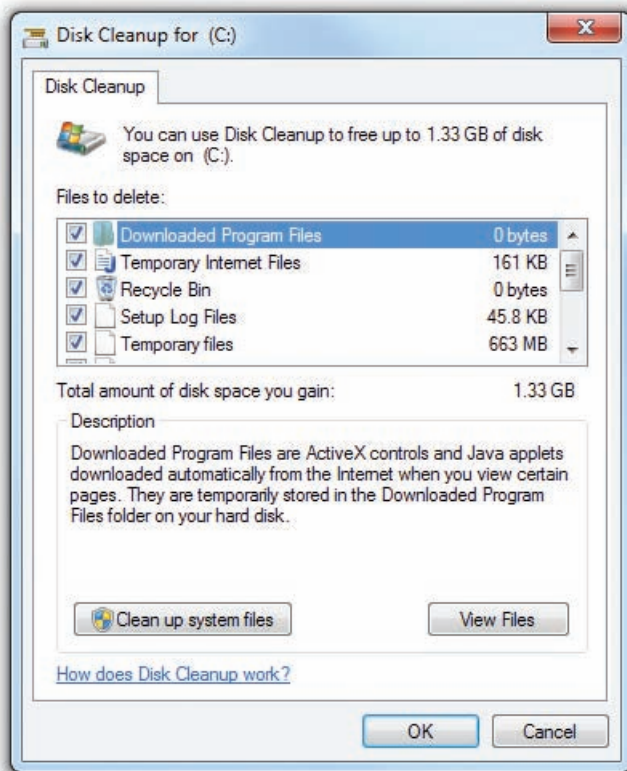 Disk Cleanup for (C:)
Disk Cleanup
You can use Disk Cleanup to free up to 1.33 GB of disk
space on (C:).
Files to delete:
Downloaded Program Files 0 bytes
Temporary Internet Files 161 KB
Recycle Bin 0 bytes
Setup Log Files 45.8 KB
Temporary files 663 MB
Total amount of disk space you gain: 1.33 GB
Description
Downloaded Program Files are ActiveX controls and Java applets
downloaded automatically from the Internet when you view certain
pages. They are temporarily stored in the Downloaded Program
Files folder on your hard disk.
Clean up system files View Files
How does Disk Cleanup work?
OK Cancel